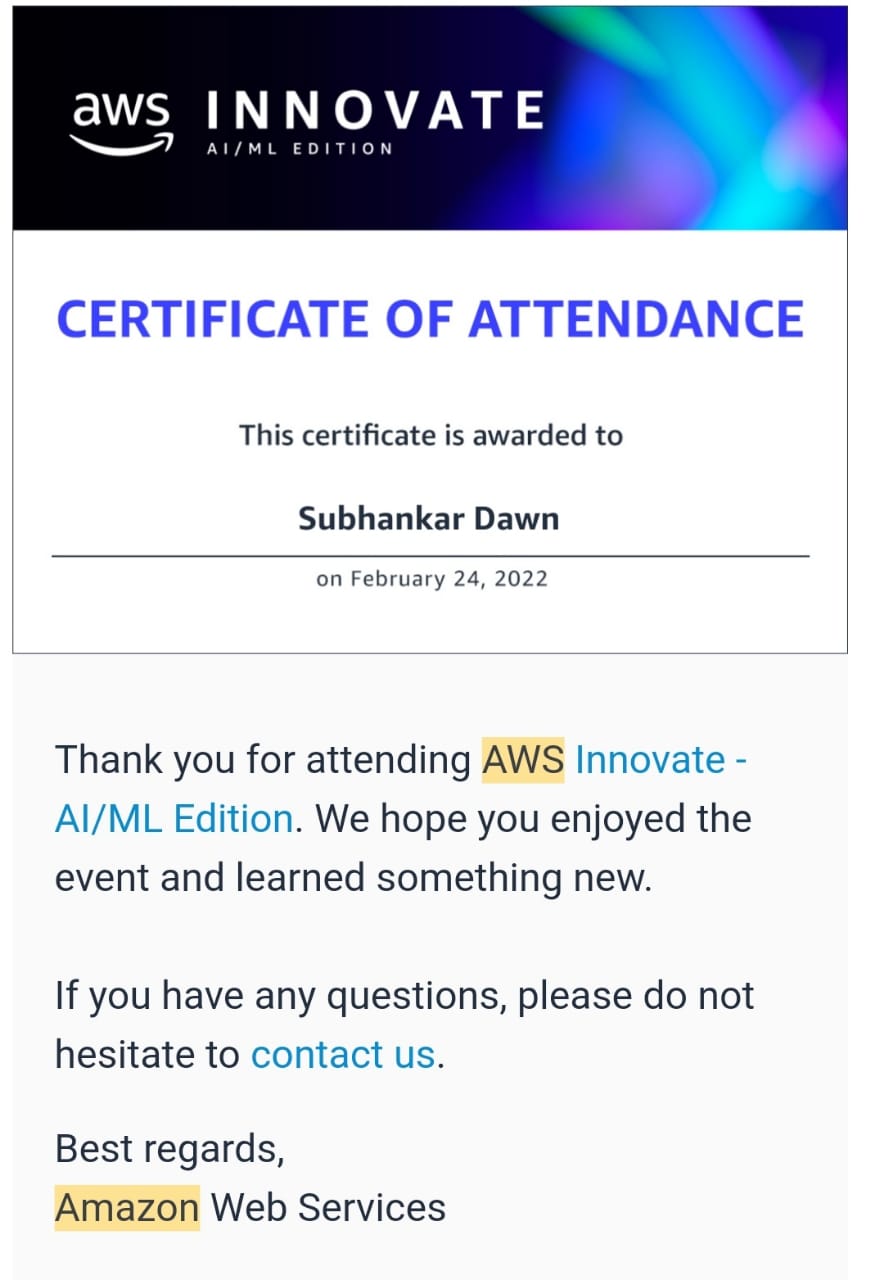 aws INNOVATE
AI/ML EDITION
CERTIFICATE OF ATTENDANCE
This certificate is awarded to
Subhankar Dawn
on February 24, 2022
Thank you for attending AWS Innovate -
AI/ML Edition. We hope you enjoyed the
event and learned something new.
If you have any questions, please do not
hesitate to contact us.
Best regards,
Amazon Web Services